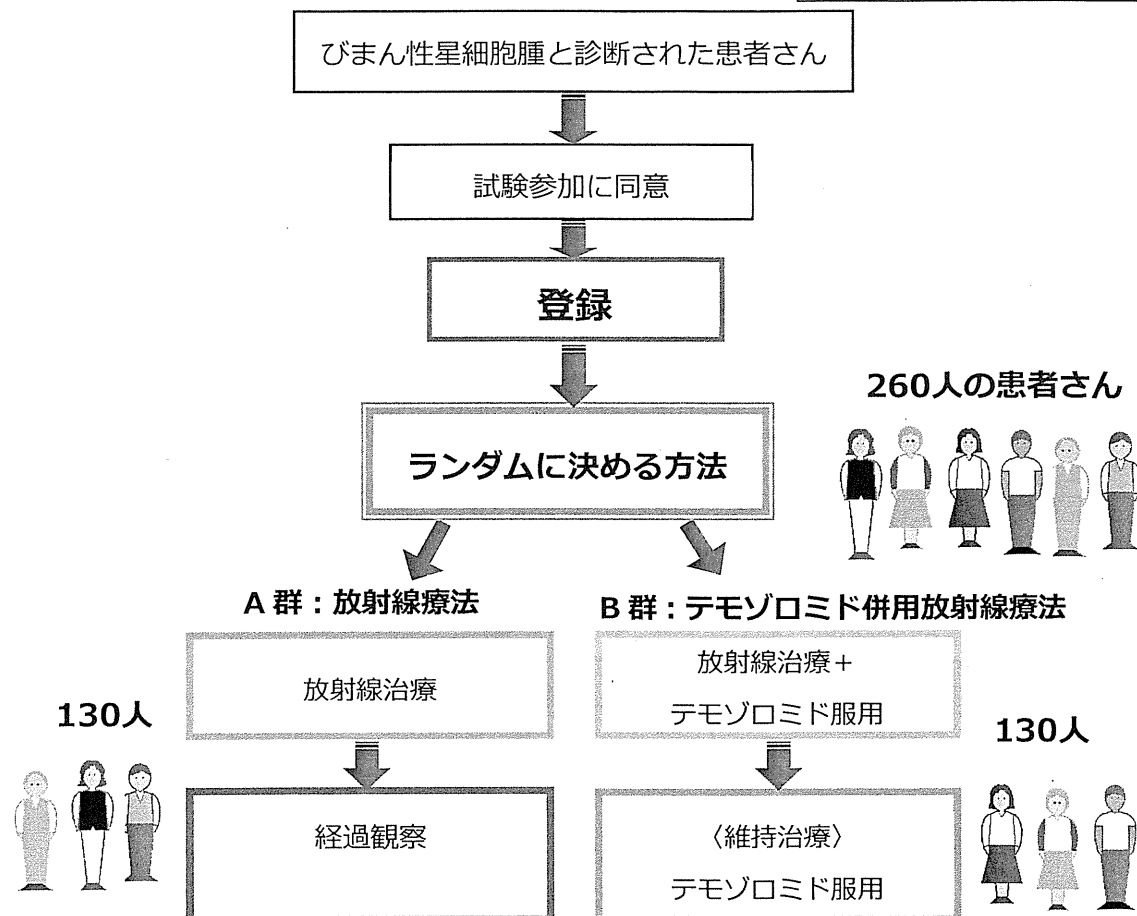 びまん性星細胞腫と診断された患者さん
試験参加に同意
登録
260人の患者さん
ランダムに決める方法
A 群：放射線療法
B 群：テモゾロミド併用放射線療法
放射線治療
放射線治療＋
テモゾロミド服用
130人
130人
経過観察
〈維持治療〉
テモゾロミド服用